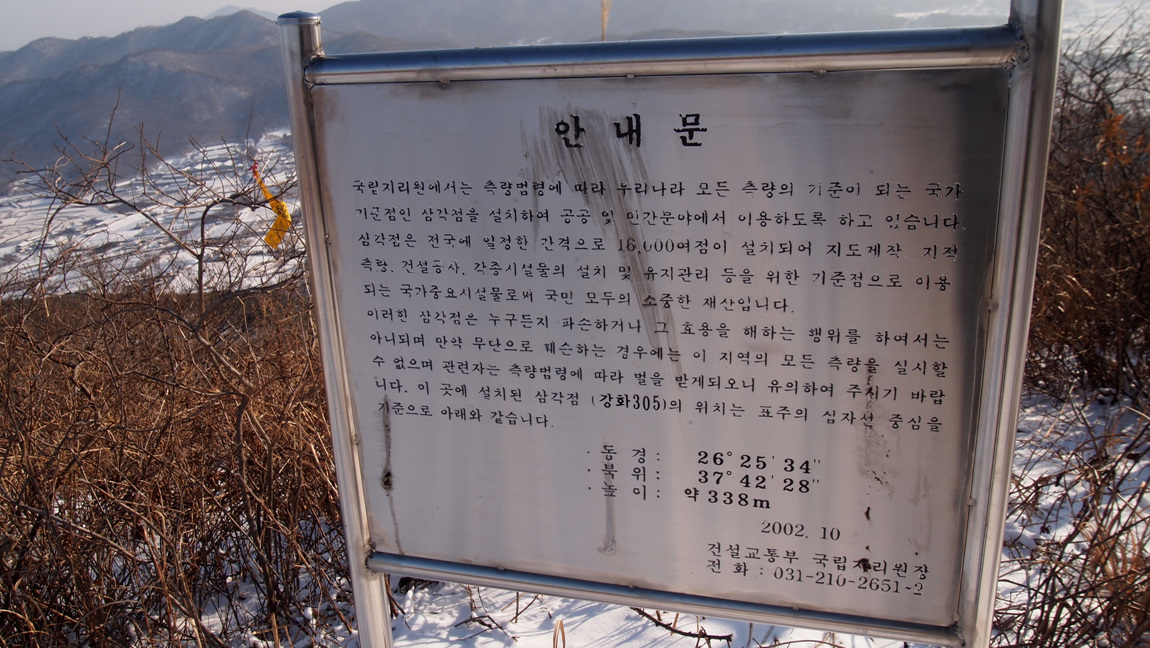 안 내 문
국립지리원에서는 측량법령에 따라 우리나라 모든 측량의 기준이 되는 국가
기준점인 삼각점을 설치하여 공공 및 민간분야에서 이용하도록 하고 있습니다.
삼각점은 전국에 일정한 간격으로 16,000여점이 설치되어 지도제작, 지적
측량, 건설공사, 각종시설물의 설치 및 유지관리 등을 위한 기준점으로 이용
되는 국가중요시설물로써 국민 모두의 소중한 재산입니다.
이러한 삼각점은 누구든지 파손하거나 그 효용을 해하는 행위를 하여서는
아니되며 만약 무단으로 훼손하는 경우에는 이 지역의 모든 측량을 실시할
수 없으며 관련자는 측량법령에 따라 벌을 받게되오니 유의하여 주시기 바랍
니다. 이 곳에 설치된 삼각점 (강화305)의 위치는 표주의 십자선 중심을
기준으로 아래와 같습니다.
· 동 경 : 26° 25' 34"
· 북 위 : 37° 42' 28"
· 높 이 : 약 338m
2002. 10
건설교통부 국립지리원장
전 화 : 031-210-2651-2